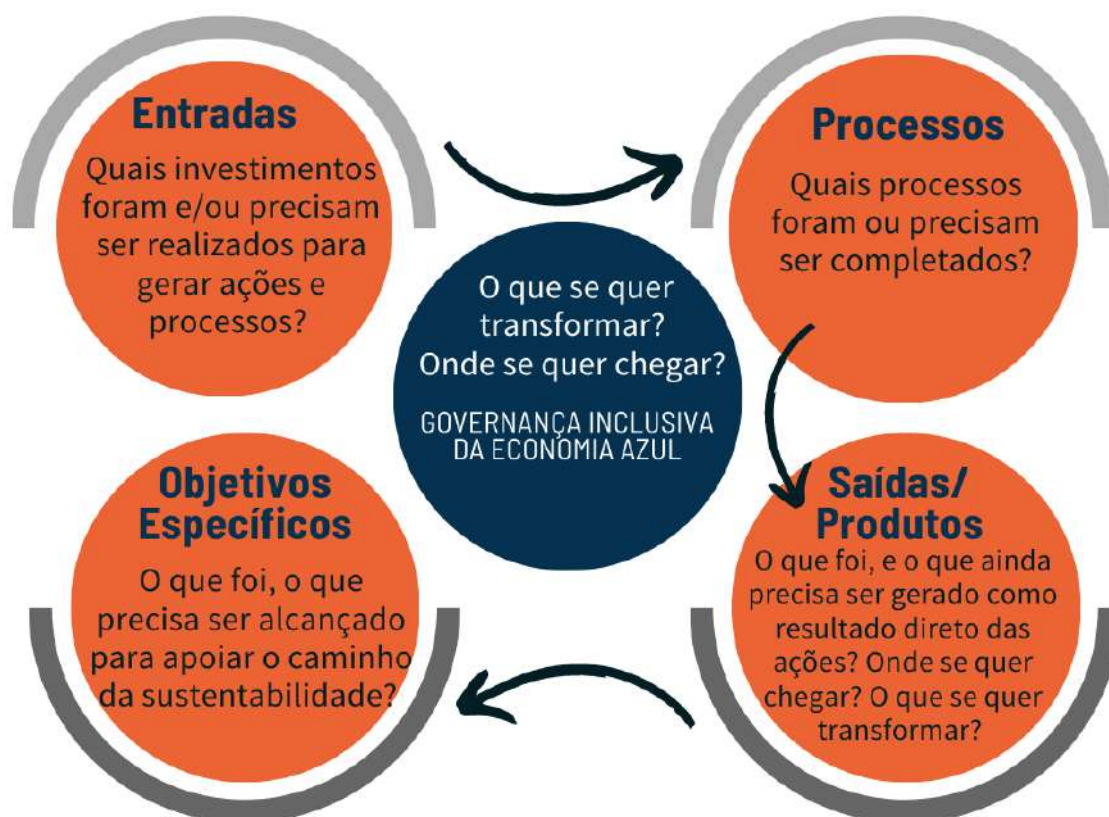 Entradas
Quais investimentos
foram e/ou precisam
ser realizados para
gerar ações e
processos?
Processos
Quais processos
foram ou precisam
ser completados?
O que se quer
transformar?
Onde se quer chegar?
GOVERNANÇA INCLUSIVA
DA ECONOMIA AZUL
Objetivos
Específicos
O que foi, o que
precisa ser alcançado
para apoiar o caminho
da sustentabilidade?
Saídas/
Produtos
O que foi, e o que ainda
precisa ser gerado como
resultado direto das
ações? Onde se quer
chegar? O que se quer
transformar?